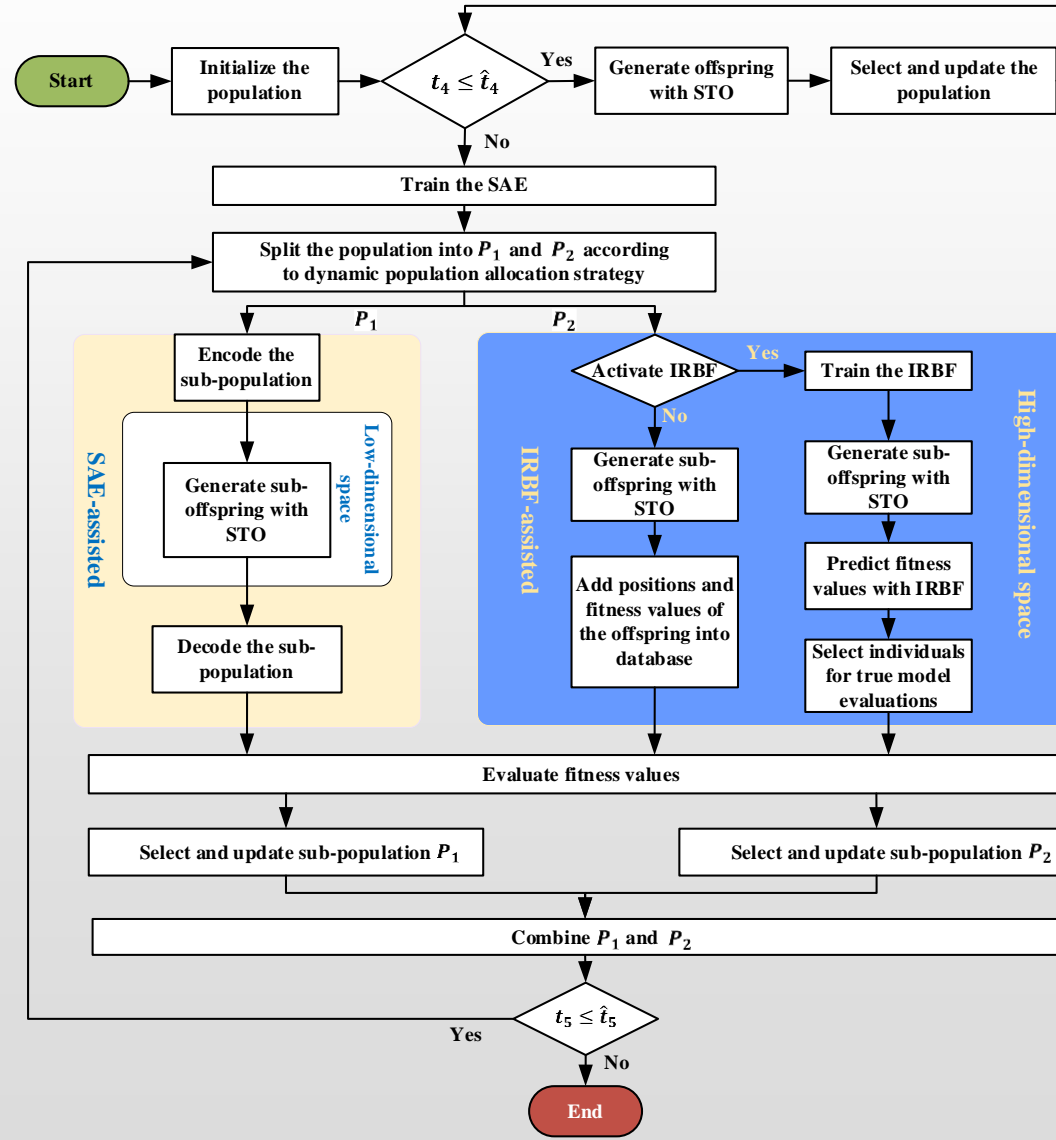 Start
Initialize the
population
t₄ ≤ t̂₄
Yes
Generate offspring
with STO
Select and update the
population
No
Train the SAE
Split the population into P₁ and P₂ according
to dynamic population allocation strategy
P₁
P₂
SAE-assisted
Encode the
sub-population
Low-dimensional
space
Generate sub-
offspring with
STO
Decode the sub-
population
IRBF-assisted
High-dimensional space
Activate IRBF
Yes
No
Generate sub-
offspring with
STO
Add positions and
fitness values of
the offspring into
database
Train the IRBF
Generate sub-
offspring with
STO
Predict fitness
values with IRBF
Select individuals
for true model
evaluations
Evaluate fitness values
Select and update sub-population P₁
Select and update sub-population P₂
Combine P₁ and P₂
t₅ ≤ t̂₅
Yes
No
End